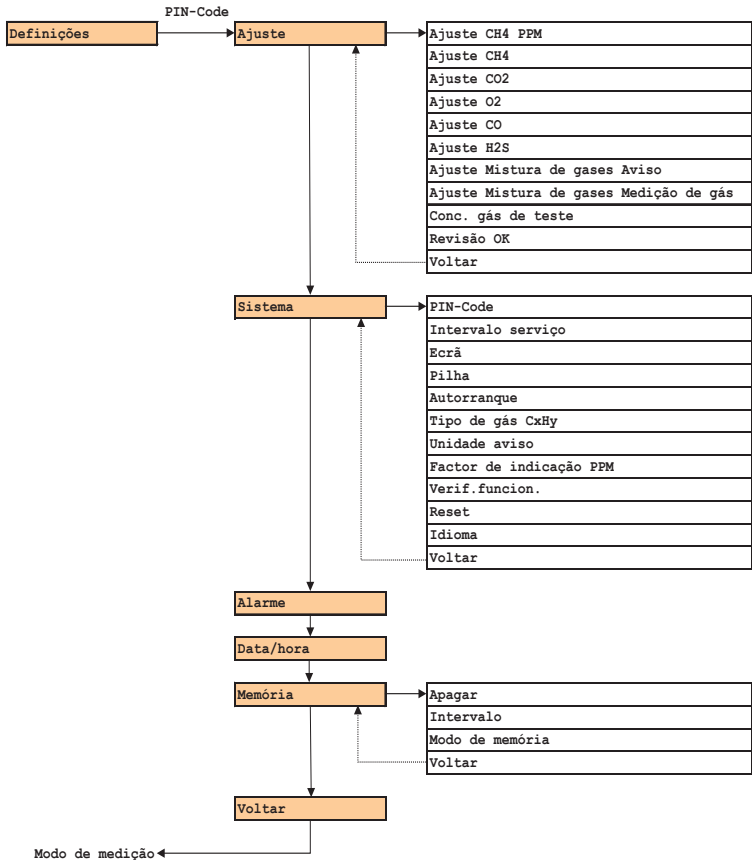 PIN-Code
Definições
Ajuste
Ajuste CH4 PPM
Ajuste CH4
Ajuste CO2
Ajuste O2
Ajuste CO
Ajuste H2S
Ajuste Mistura de gases Aviso
Ajuste Mistura de gases Medição de gás
Conc. gás de teste
Revisão OK
Voltar
Sistema
PIN-Code
Intervalo serviço
Ecrã
Pilha
Autorranque
Tipo de gás CxHy
Unidade aviso
Factor de indicação PPM
Verif.funcion.
Reset
Idioma
Voltar
Alarme
Data/hora
Memória
Apagar
Intervalo
Modo de memória
Voltar
Voltar
Modo de medição